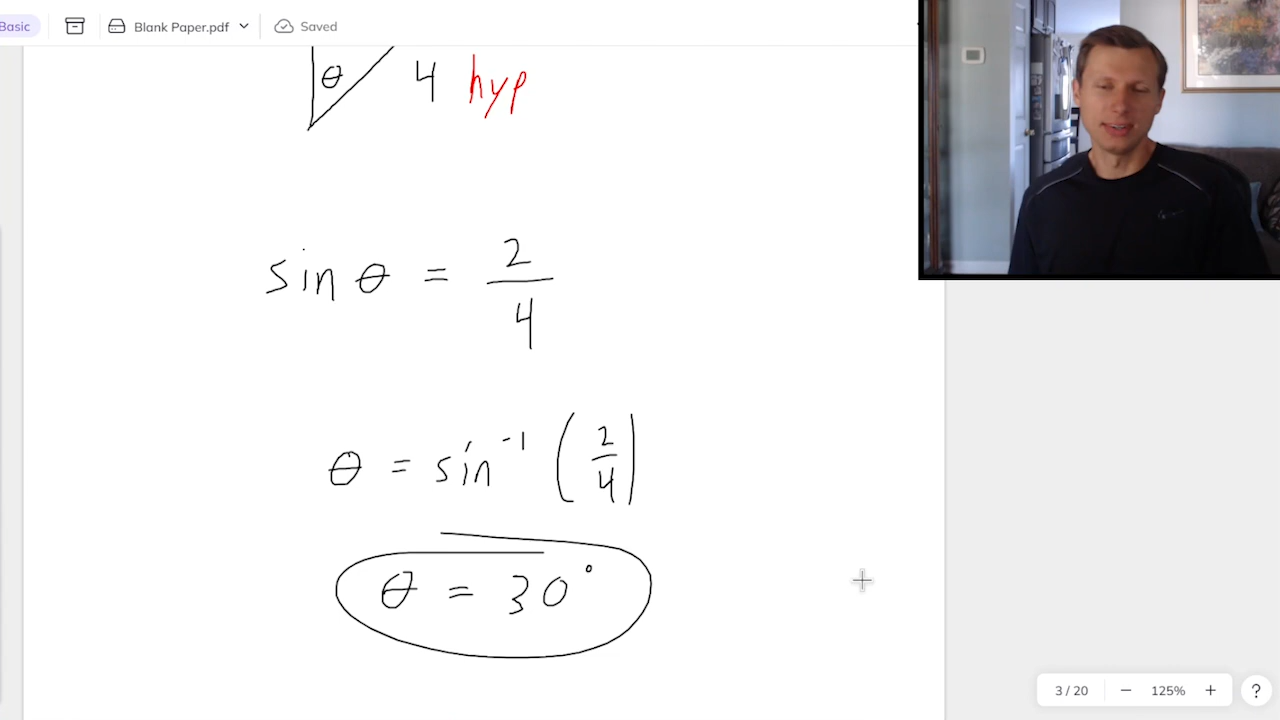 Basic Blank Paper.pdf Saved
θ 4 hyp
sin θ = 2/4
θ = sin⁻¹ (2/4)
θ = 30°
3 / 20 − 125% + ?